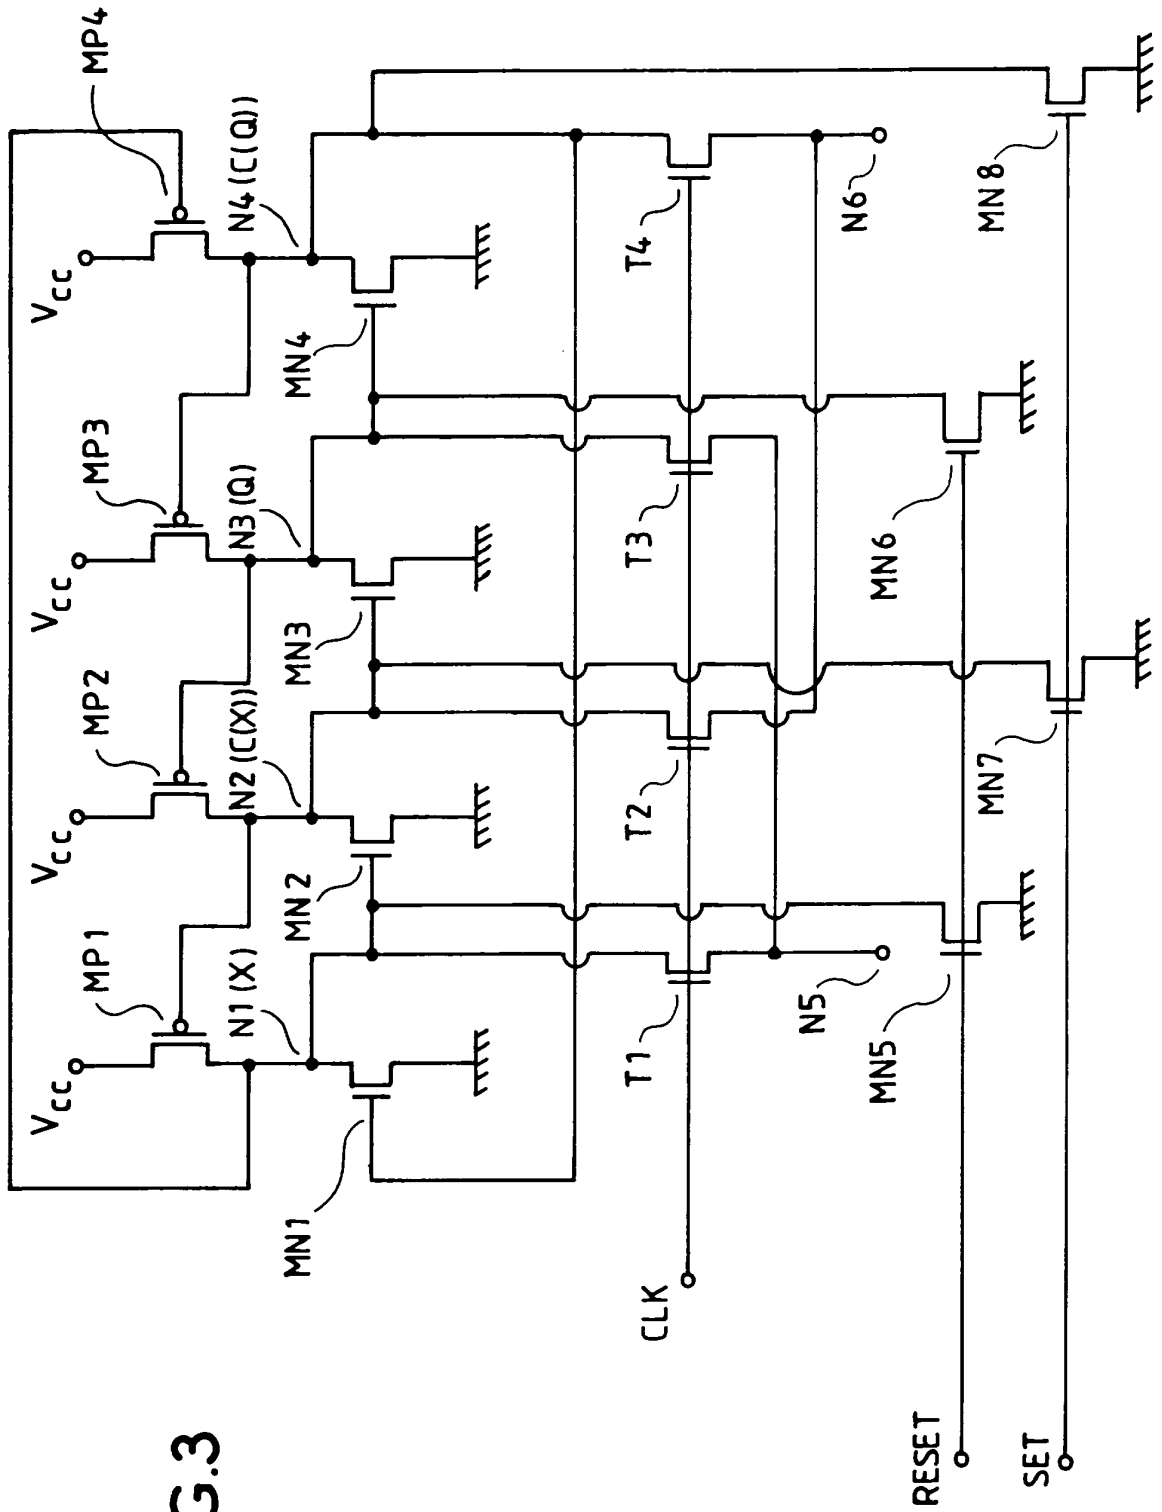 VCC
VCC
VCC
VCC
MP1
MP2
MP3
MP4
G.3
N1(X)
N2(C(X))
N3(Q)
N4(C(Q))
MN1
MN2
MN3
MN4
CLK
T1
T2
T3
T4
N5
N6
MN5
MN6
RESET
MN7
MN8
SET